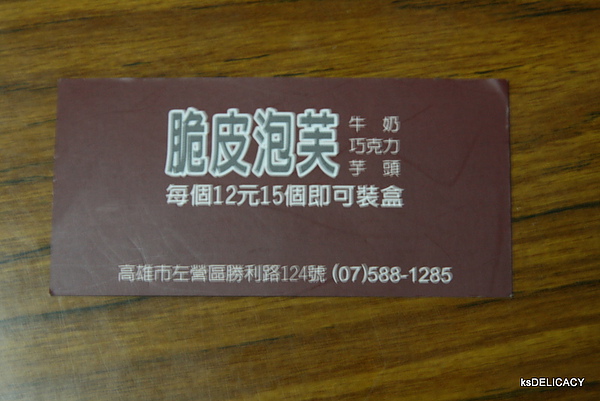 脆皮泡芙
牛奶
巧克力
芋頭
每個12元15個即可裝盒
高雄市左營區勝利路124號 (07)588-1285
ksDELICACY